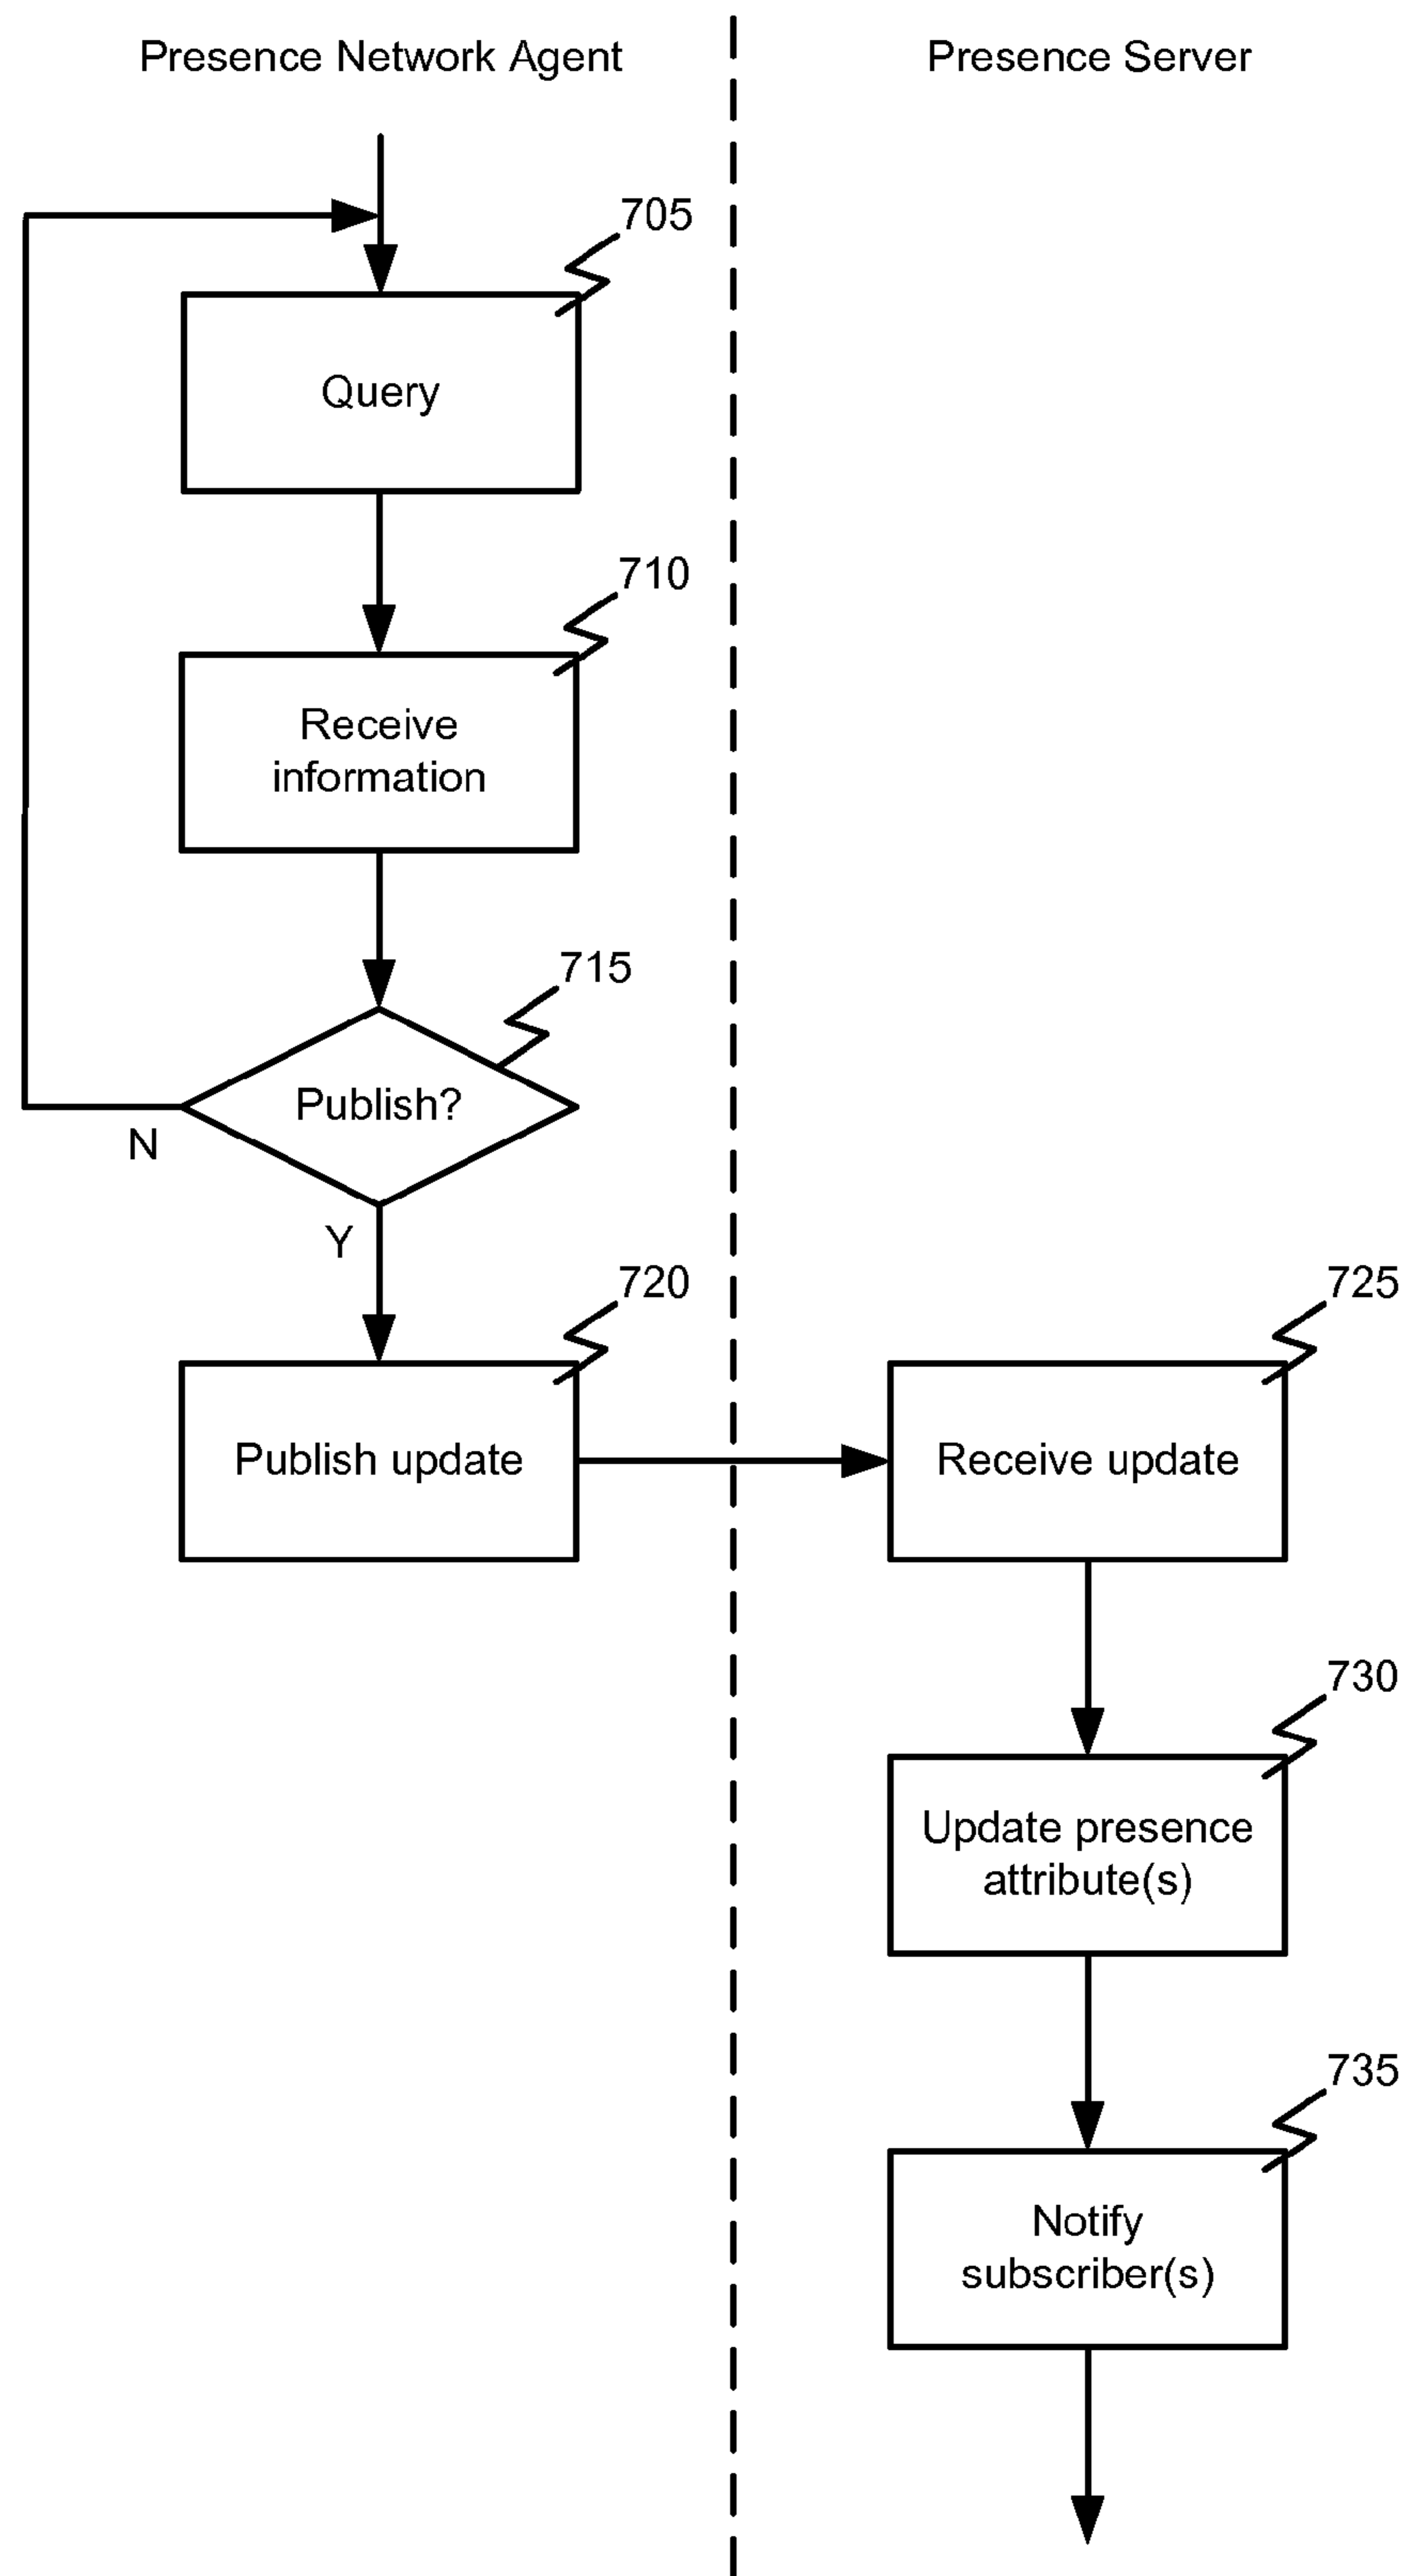 Presence Network Agent
Presence Server
705
Query
710
Receive
information
715
Publish?
N
Y
720
Publish update
725
Receive update
730
Update presence
attribute(s)
735
Notify
subscriber(s)